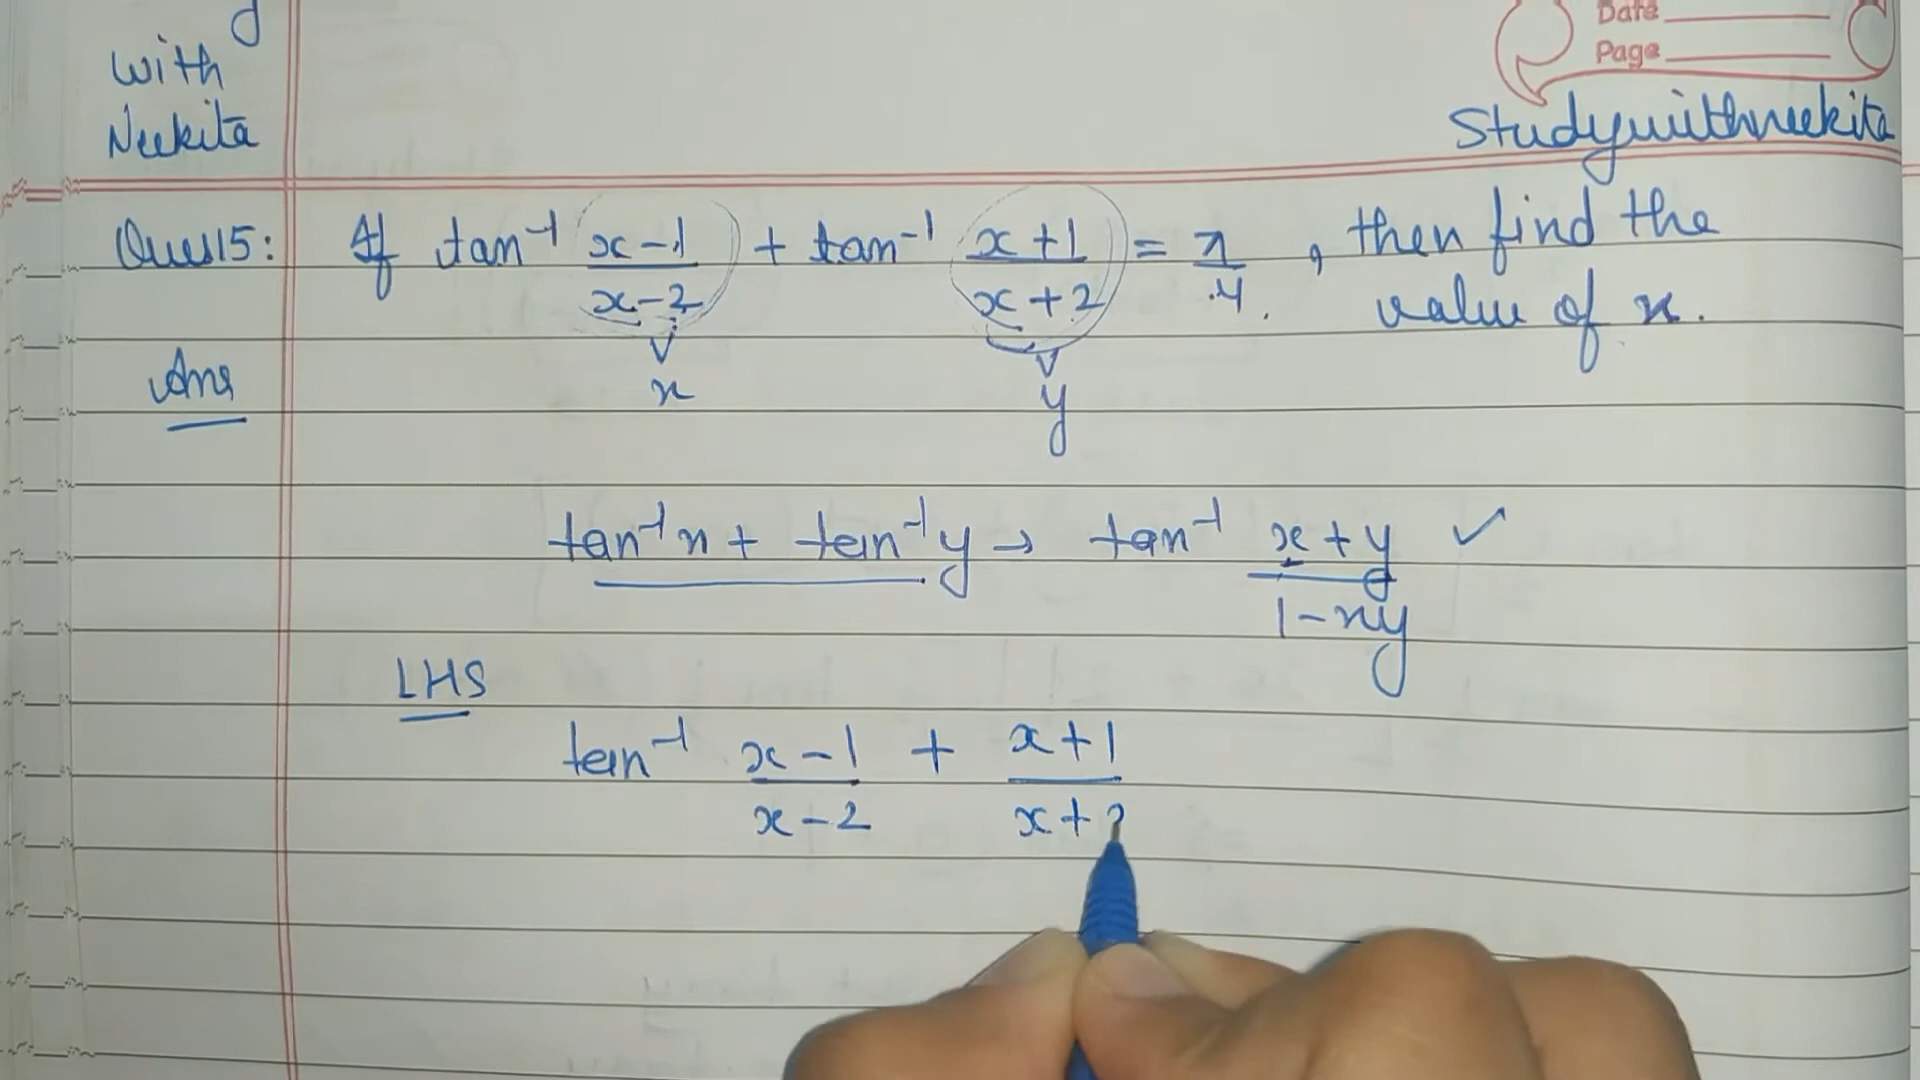 with
Neekita
Date
Page
Studywithneekita
Ques15: If tan⁻¹ (x-1)/(x-2) + tan⁻¹ (x+1)/(x+2) = π/4 , then find the
value of x.
Ans
x
y
tan⁻¹x + tan⁻¹y → tan⁻¹ (x+y)/(1-xy) ✓
LHS
tan⁻¹ (x-1)/(x-2) + (x+1)/(x+2